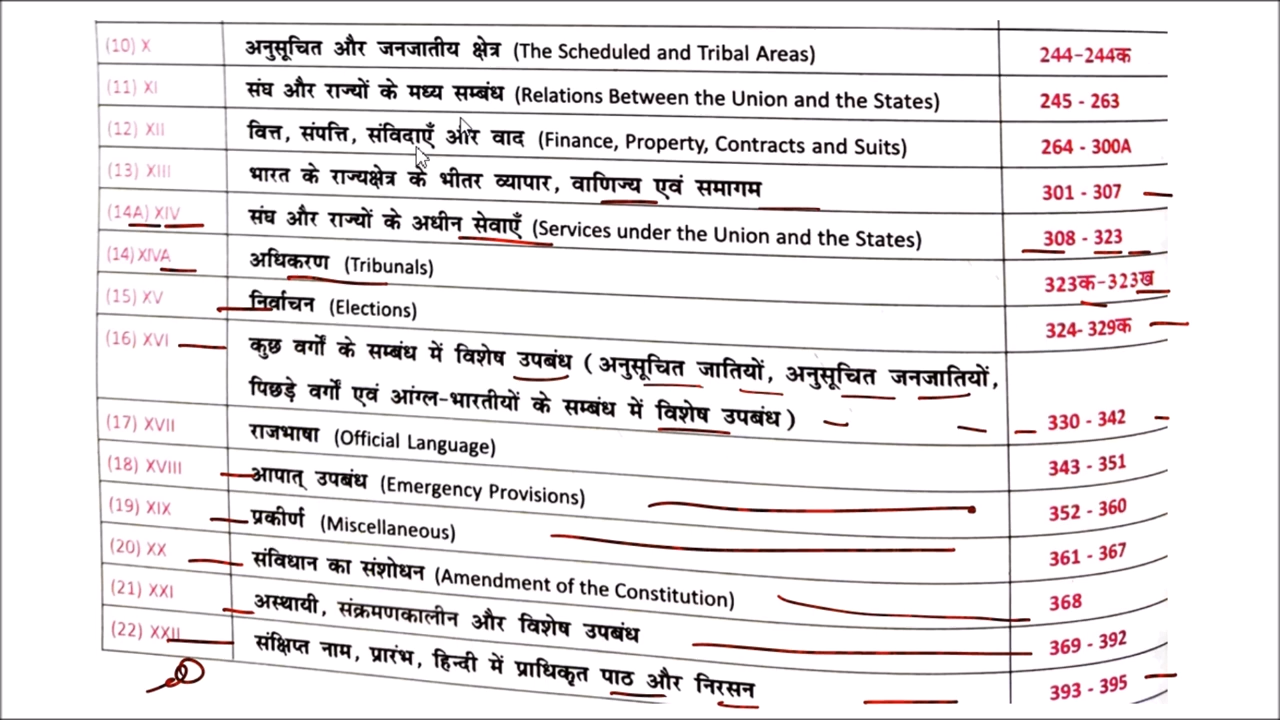 (10) X अनुसूचित और जनजातीय क्षेत्र (The Scheduled and Tribal Areas) 244-244क
(11) XI संघ और राज्यों के मध्य सम्बंध (Relations Between the Union and the States) 245 - 263
(12) XII वित्त, संपत्ति, संविदाएँ और वाद (Finance, Property, Contracts and Suits) 264 - 300A
(13) XIII भारत के राज्यक्षेत्र के भीतर व्यापार, वाणिज्य एवं समागम 301 - 307
(14A) XIV संघ और राज्यों के अधीन सेवाएँ (Services under the Union and the States) 308 - 323
(14) XIVA अधिकरण (Tribunals) 323क-323ख
(15) XV निर्वाचन (Elections) 324- 329क
(16) XVI कुछ वर्गों के सम्बंध में विशेष उपबंध (अनुसूचित जातियों, अनुसूचित जनजातियों,
पिछड़े वर्गों एवं आंग्ल-भारतीयों के सम्बंध में विशेष उपबंध) 330 - 342
(17) XVII राजभाषा (Official Language) 343 - 351
(18) XVIII आपात् उपबंध (Emergency Provisions) 352 - 360
(19) XIX प्रकीर्ण (Miscellaneous) 361 - 367
(20) XX संविधान का संशोधन (Amendment of the Constitution) 368
(21) XXI अस्थायी, संक्रमणकालीन और विशेष उपबंध 369 - 392
(22) XXII संक्षिप्त नाम, प्रारंभ, हिन्दी में प्राधिकृत पाठ और निरसन 393 - 395